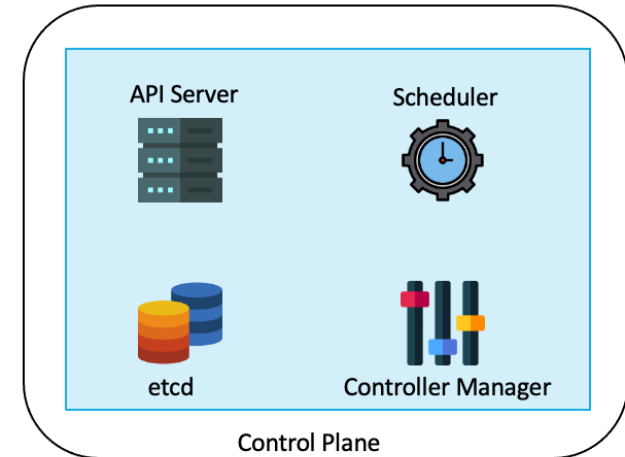 API Server
Scheduler
etcd
Controller Manager
Control Plane